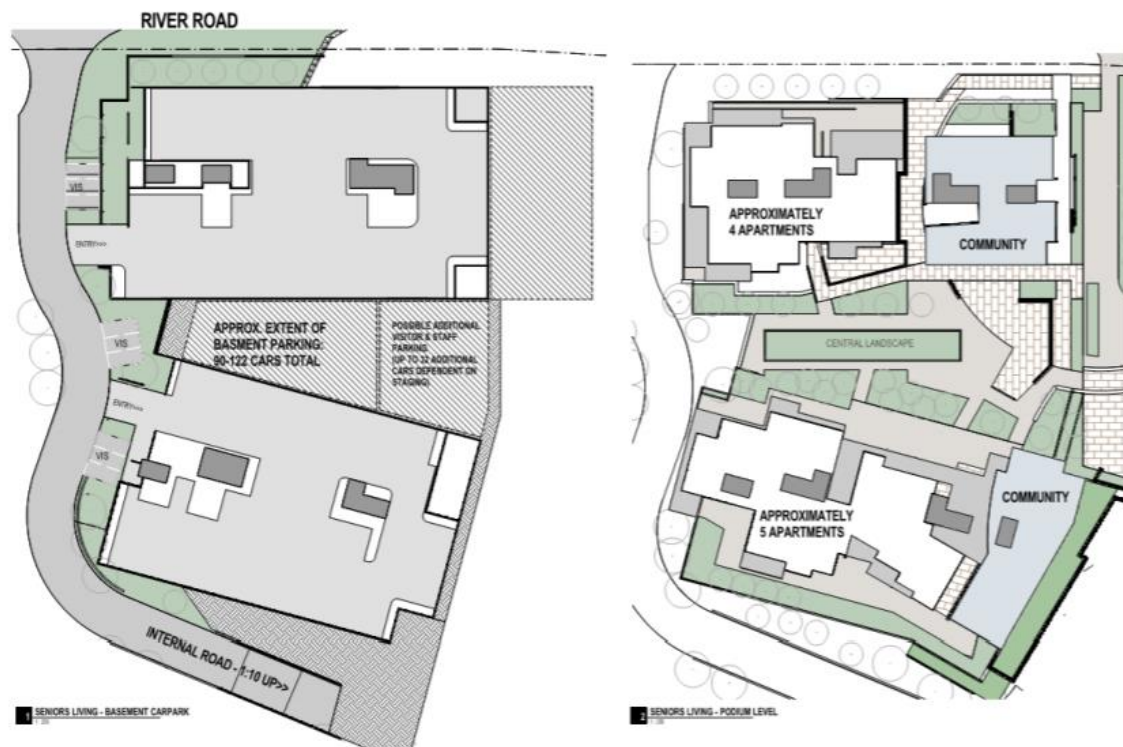 RIVER ROAD
VIS
ENTRY>>>
VIS
APPROX. EXTENT OF
BASMENT PARKING:
90-122 CARS TOTAL
POSSIBLE ADDITIONAL
VISITOR & STAFF
PARKING
(UP TO 32 ADDITIONAL
CARS DEPENDENT ON
STAGING)
ENTRY>>>
VIS
INTERNAL ROAD - 1:10 UP>>
1 SENIORS LIVING - BASEMENT CARPARK
APPROXIMATELY
4 APARTMENTS
COMMUNITY
CENTRAL LANDSCAPE
APPROXIMATELY
5 APARTMENTS
COMMUNITY
2 SENIORS LIVING - PODIUM LEVEL